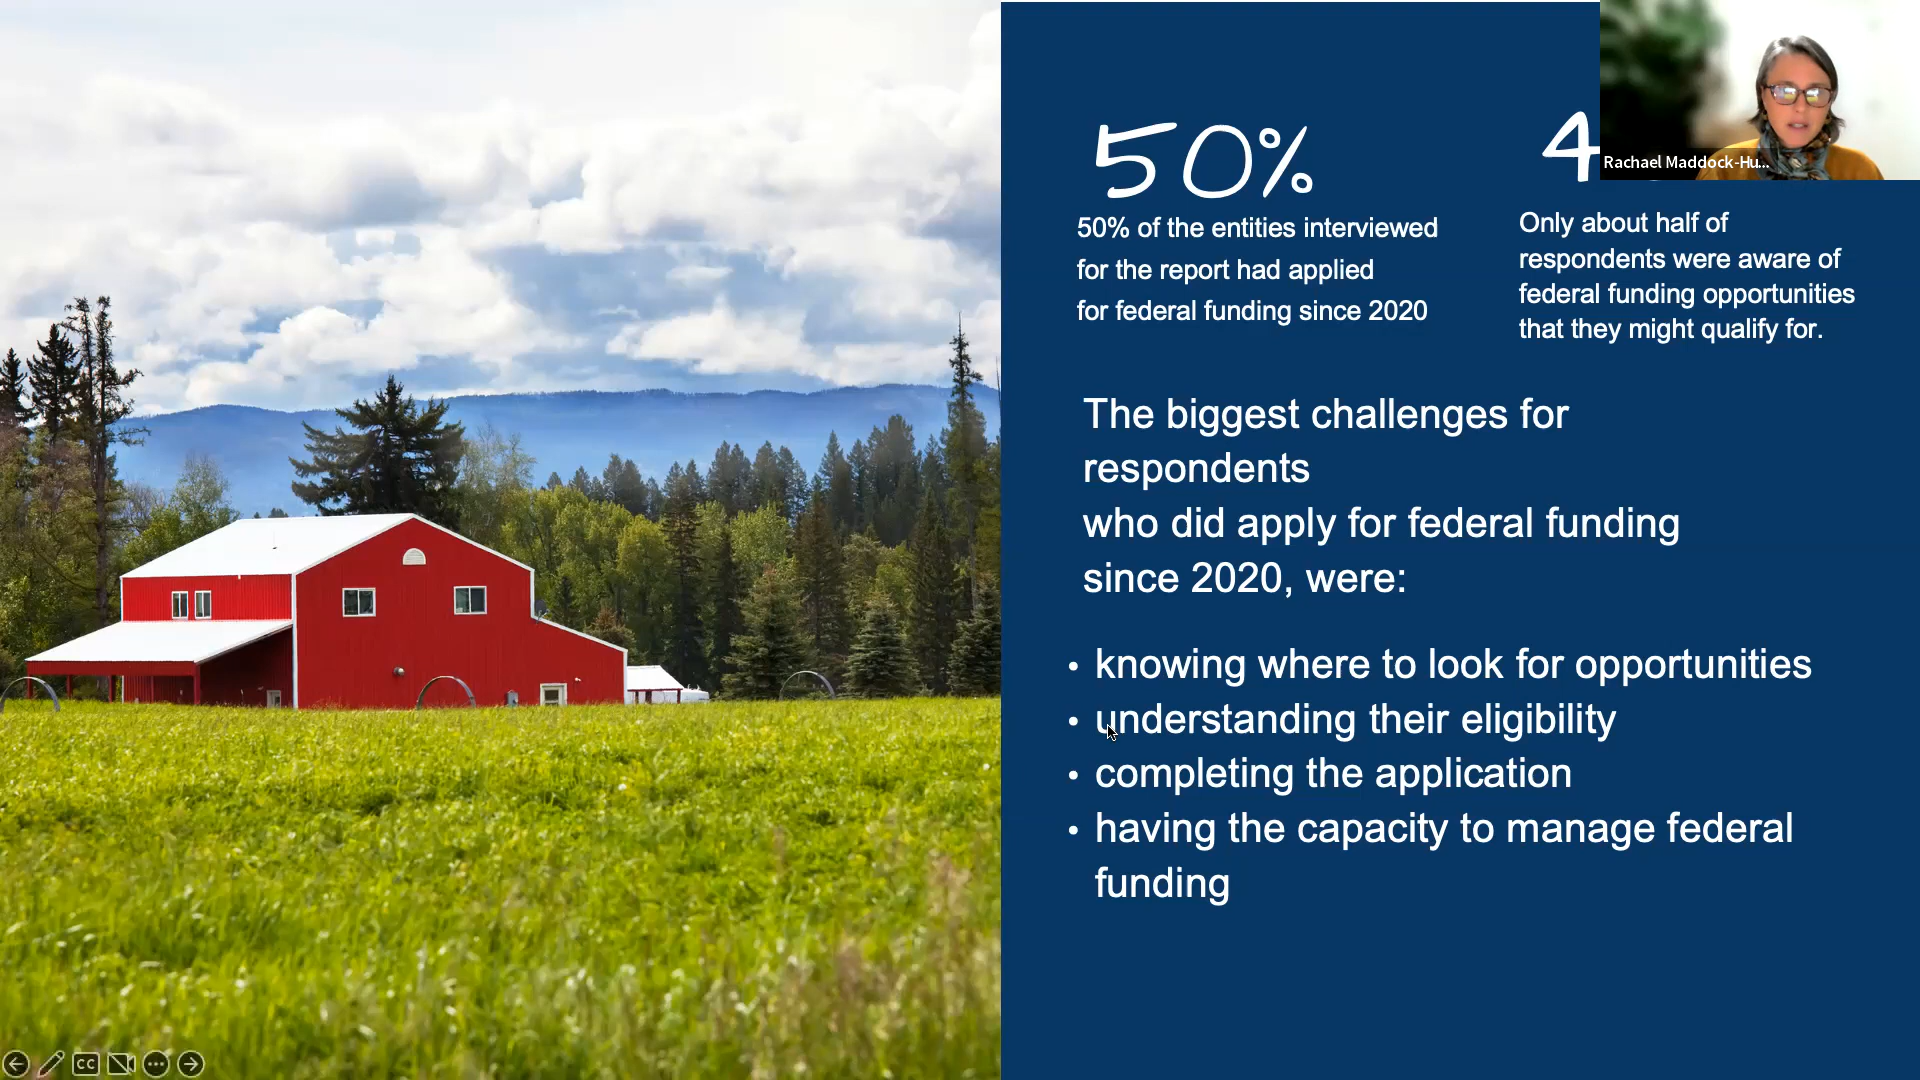 50%
50% of the entities interviewed
for the report had applied
for federal funding since 2020
4
Rachael Maddock-Hu...
Only about half of
respondents were aware of
federal funding opportunities
that they might qualify for.
The biggest challenges for
respondents
who did apply for federal funding
since 2020, were:
• knowing where to look for opportunities
• understanding their eligibility
• completing the application
• having the capacity to manage federal
funding
CC